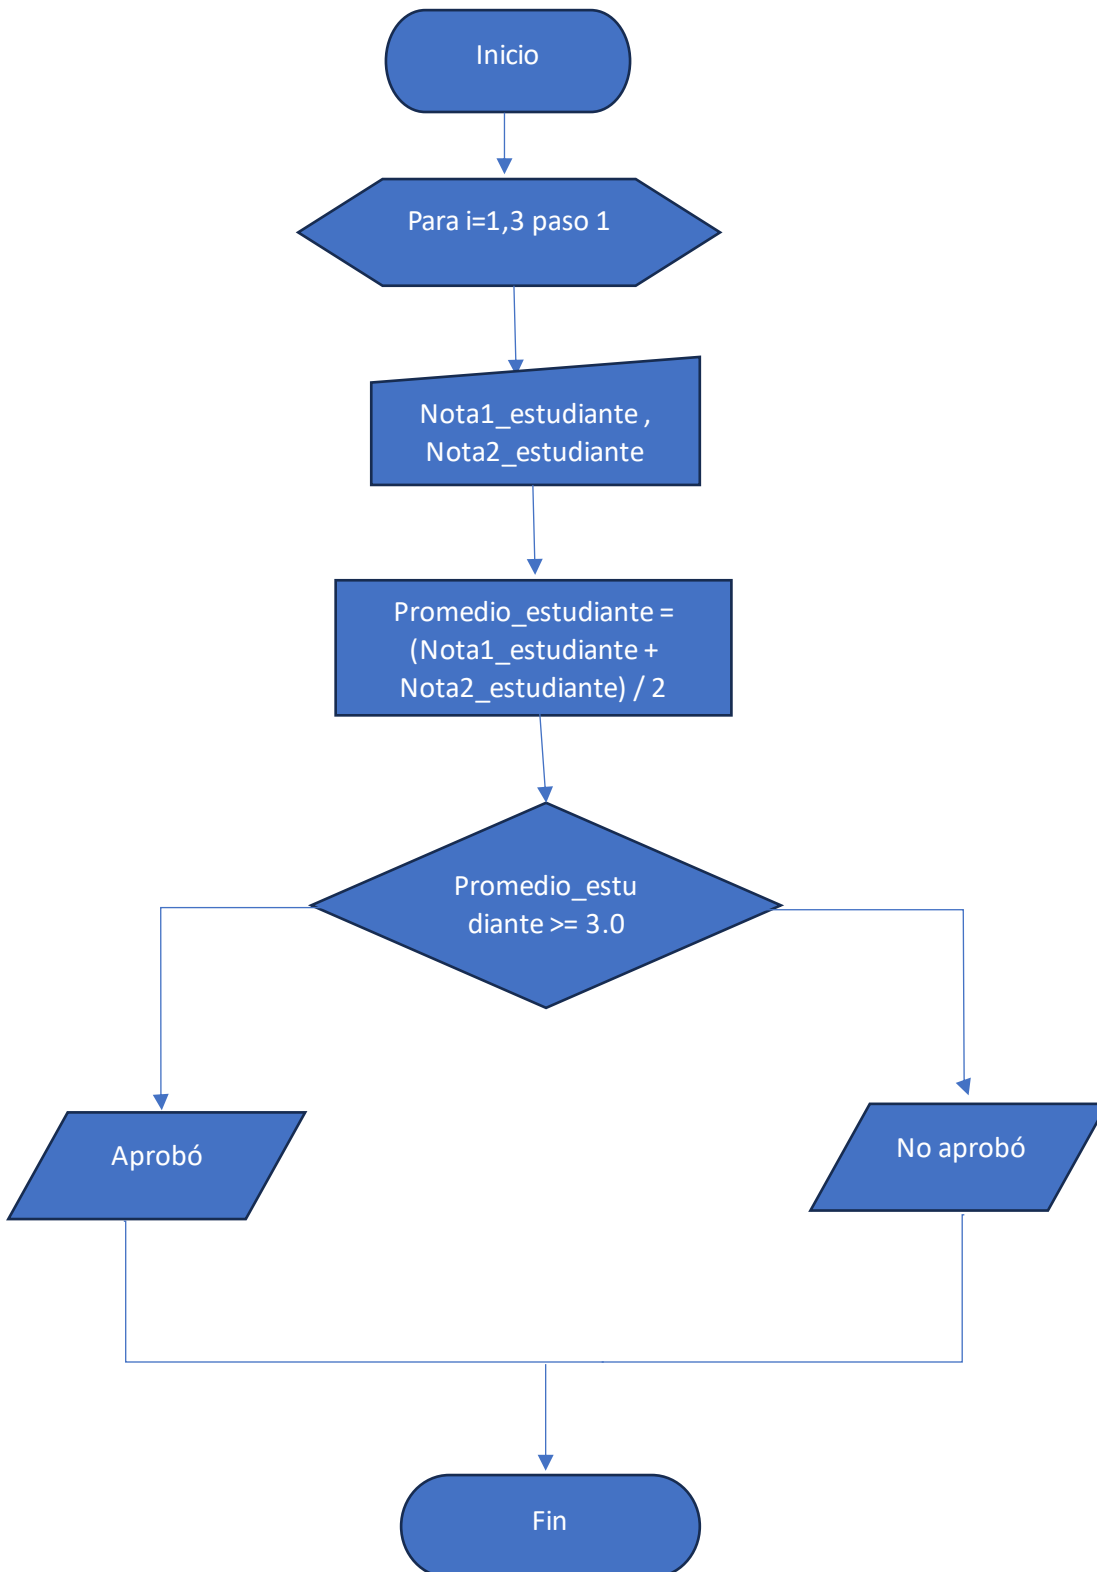 Inicio
Para i=1,3 paso 1
Nota1_estudiante ,
Nota2_estudiante
Promedio_estudiante =
(Nota1_estudiante +
Nota2_estudiante) / 2
Promedio_estu
diante >= 3.0
Aprobó
No aprobó
Fin